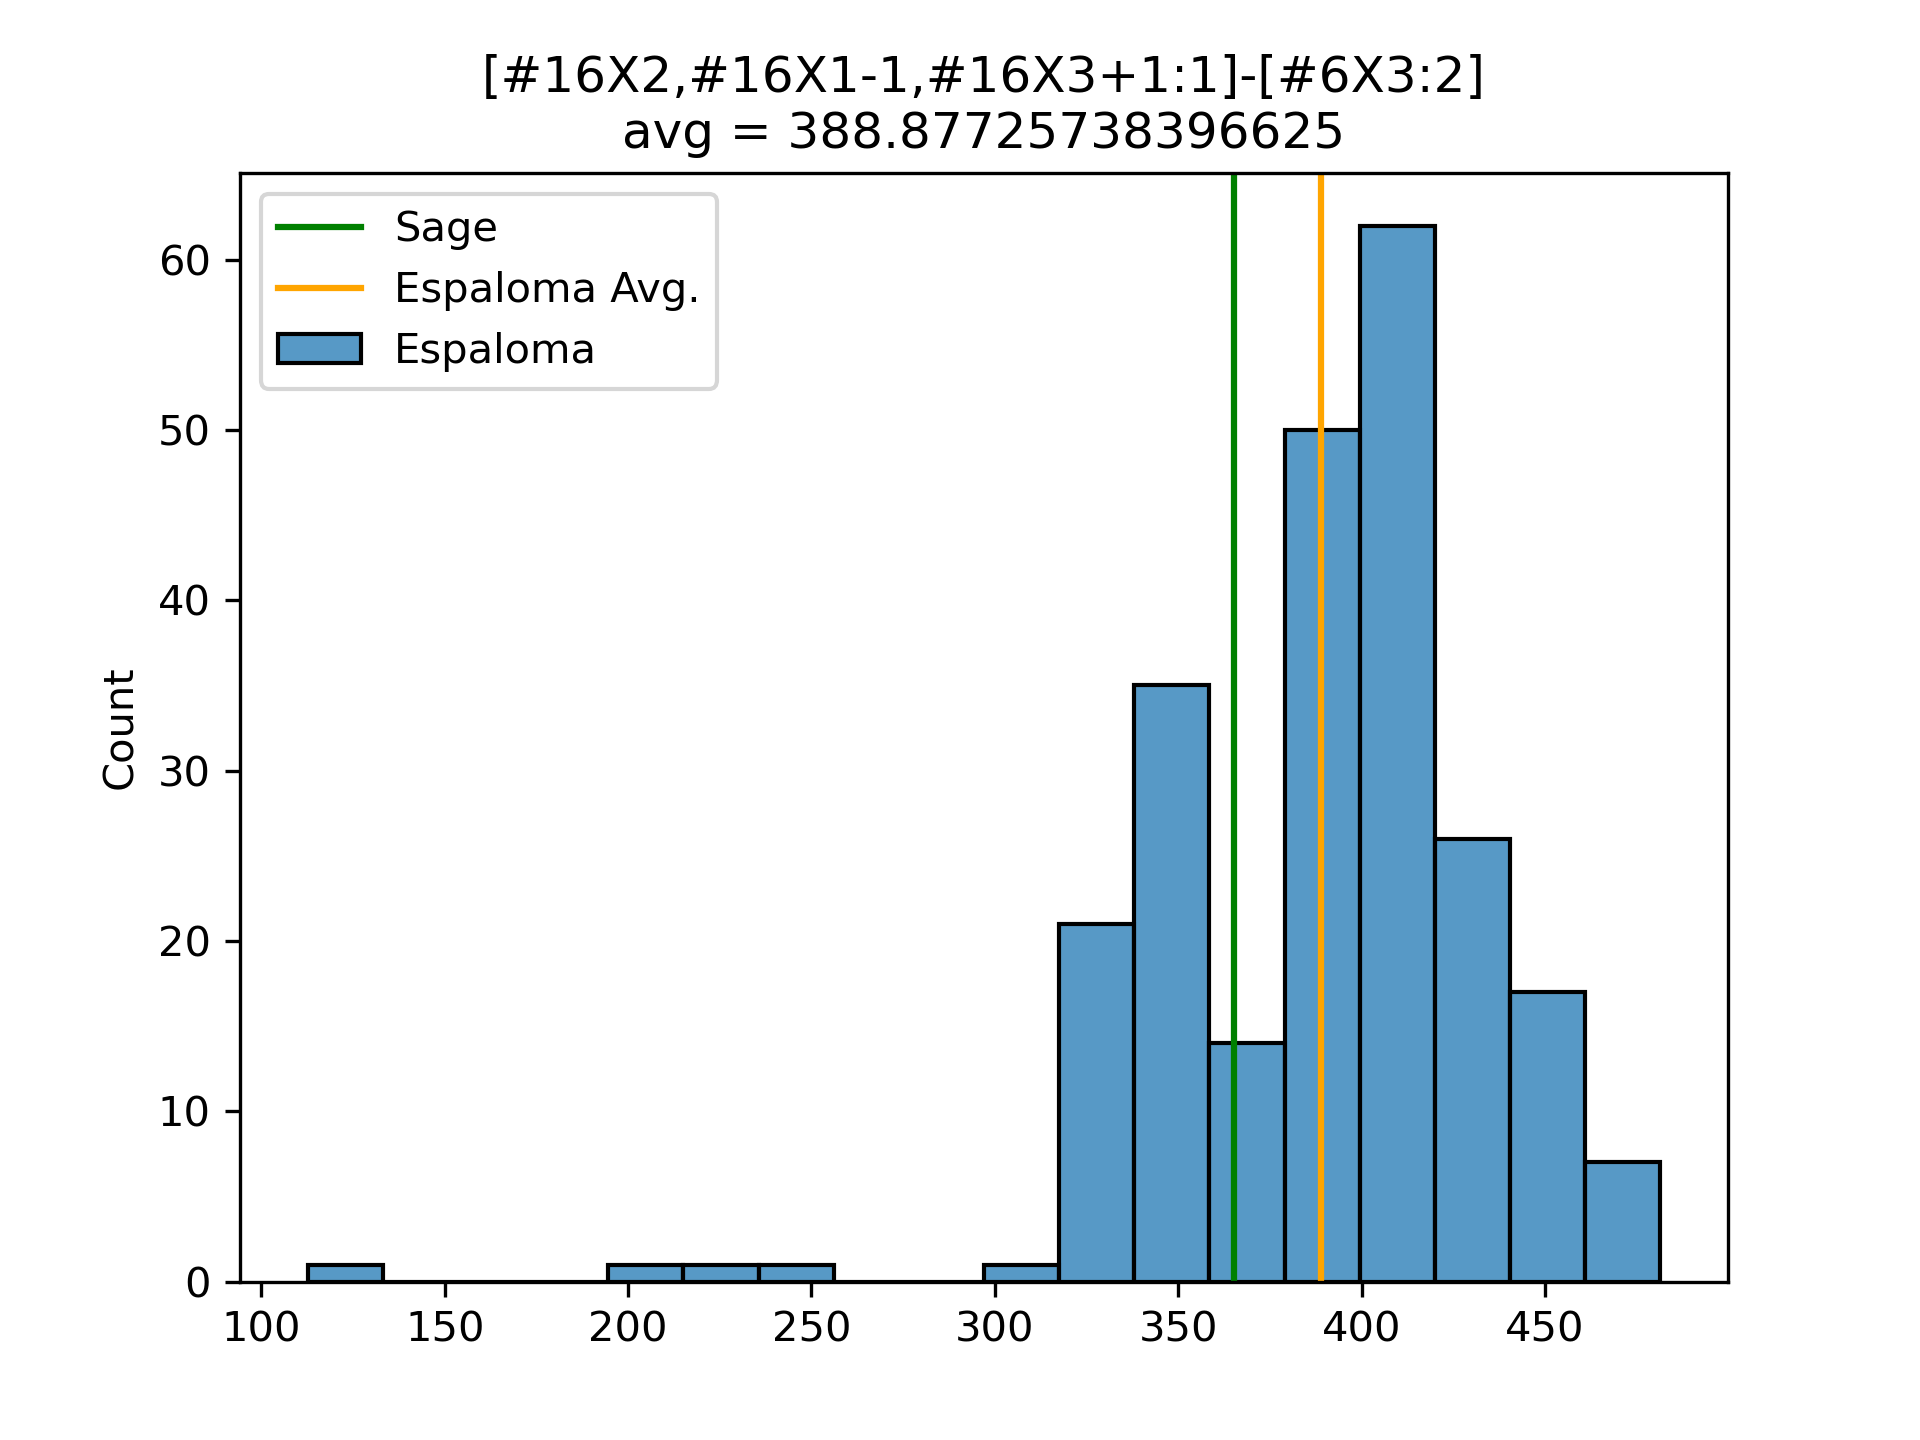 [#16X2,#16X1-1,#16X3+1:1]-[#6X3:2]
avg = 388.87725738396625
Sage
Espaloma Avg.
Espaloma
60
50
40
30
20
10
0
Count
100 150 200 250 300 350 400 450